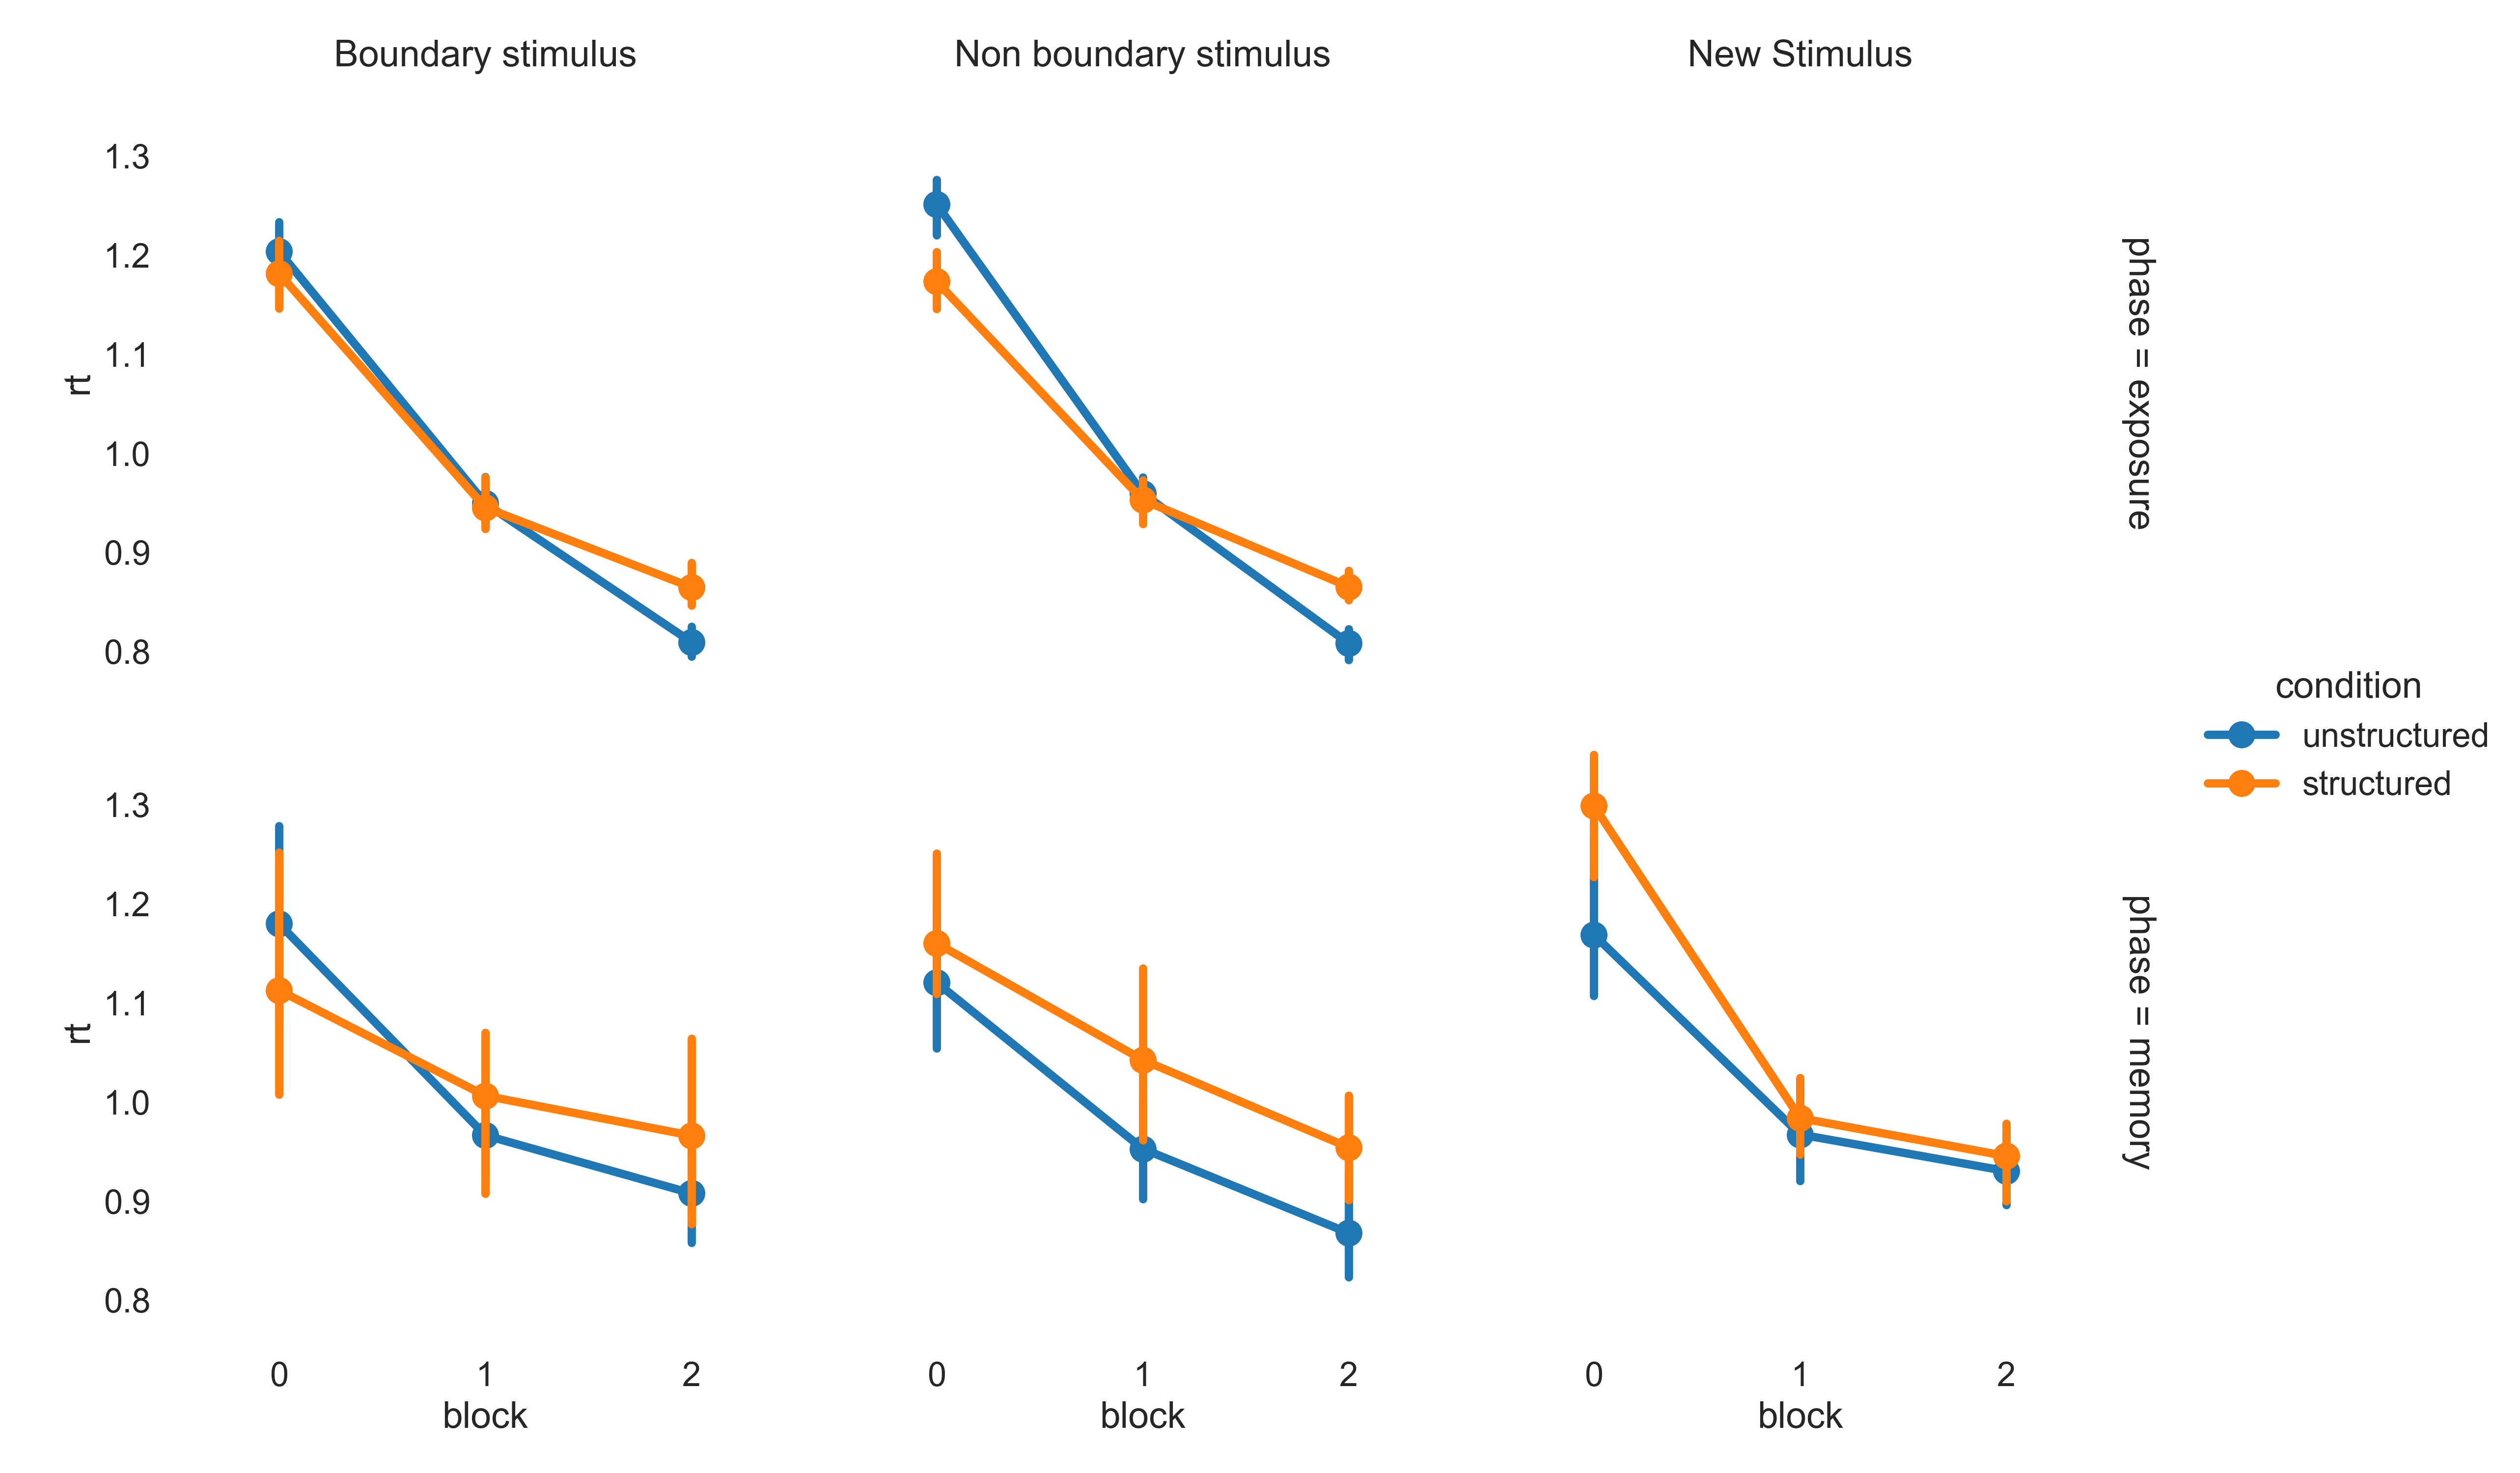 Boundary stimulus
Non boundary stimulus
New Stimulus
1.3
1.2
1.1
1.0
0.9
0.8
rt
phase = exposure
condition
unstructured
structured
1.3
1.2
1.1
1.0
0.9
0.8
rt
phase = memory
0 1 2
block
0 1 2
block
0 1 2
block